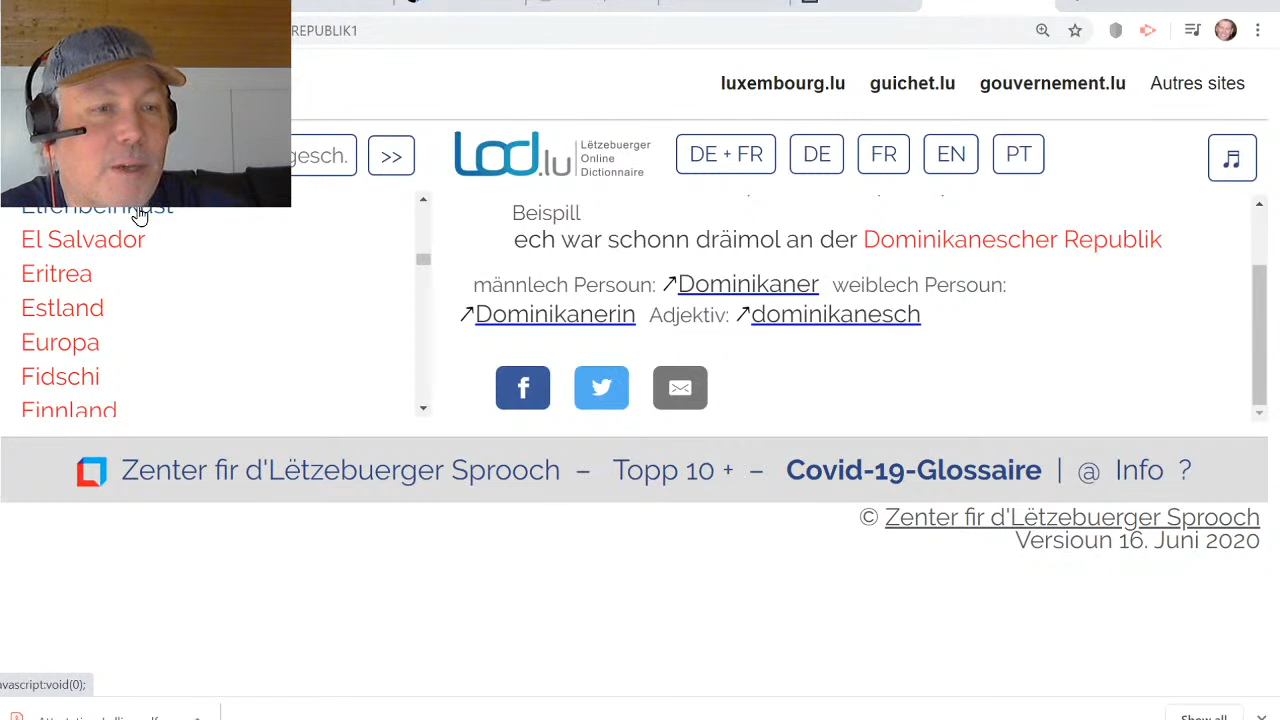 REPUBLIK1
luxembourg.lu guichet.lu gouvernement.lu Autres sites
gesch. >> LOD.lu Lëtzebuerger Online Dictionnaire DE + FR DE FR EN PT
Elfenbeinküst
El Salvador
Eritrea
Estland
Europa
Fidschi
Finnland
Beispill
ech war schonn dräimol an der Dominikanescher Republik
männlech Persoun: ↗Dominikaner weiblech Persoun:
↗Dominikanerin Adjektiv: ↗dominikanesch
Zenter fir d'Lëtzebuerger Sprooch – Topp 10 + – Covid-19-Glossaire | @ Info ?
© Zenter fir d'Lëtzebuerger Sprooch
Versioun 16. Juni 2020
avascript:void(0);
Show all